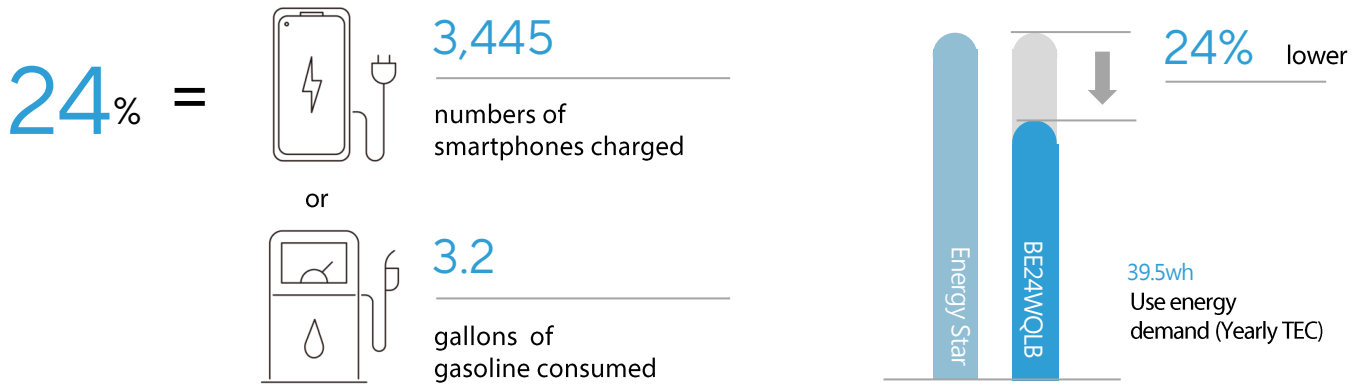 24% =
3,445
numbers of
smartphones charged
or
3.2
gallons of
gasoline consumed
Energy Star
BE24WQLB
24% lower
39.5wh
Use energy
demand (Yearly TEC)